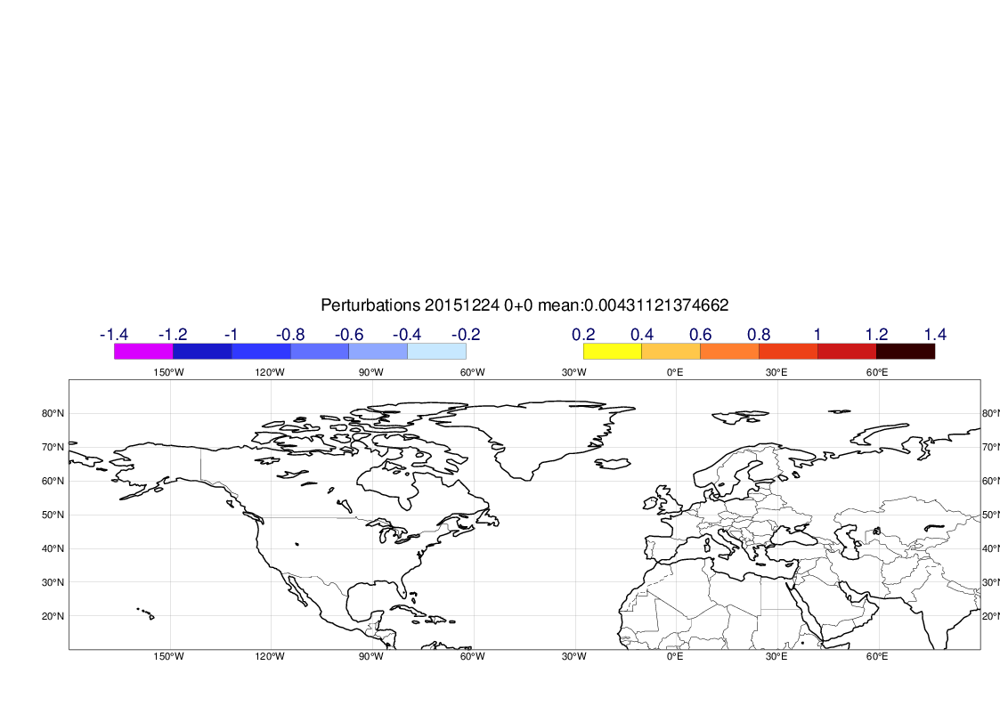 Perturbations 20151224 0+0 mean:0.00431121374662
-1.4 -1.2 -1 -0.8 -0.6 -0.4 -0.2 0.2 0.4 0.6 0.8 1 1.2 1.4
150°W 120°W 90°W 60°W 30°W 0°E 30°E 60°E
80°N 80°N
70°N 70°N
60°N 60°N
50°N 50°N
40°N 40°N
30°N 30°N
20°N 20°N
150°W 120°W 90°W 60°W 30°W 0°E 30°E 60°E